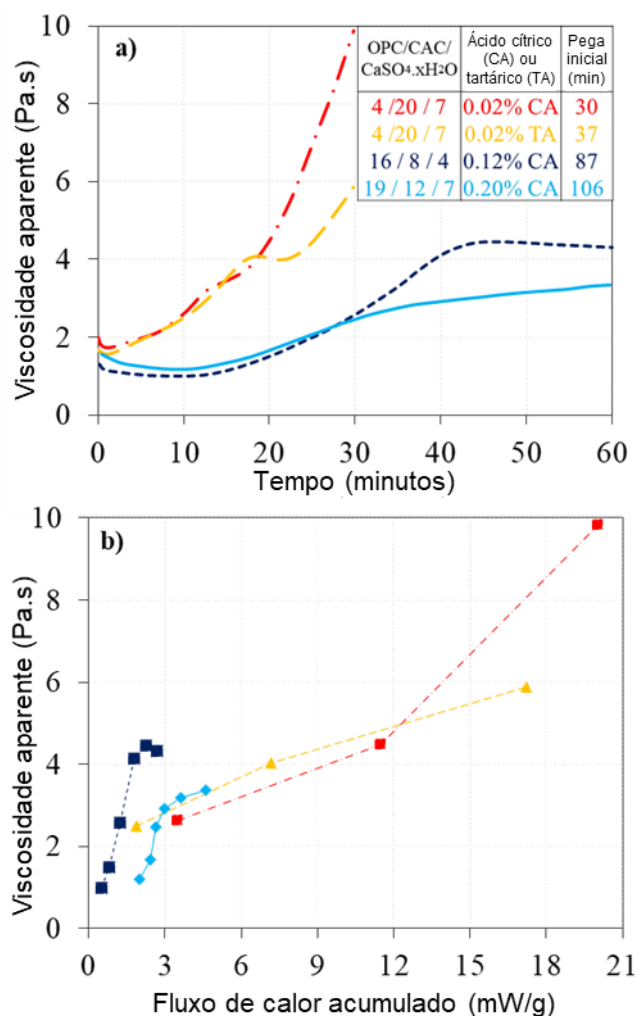 a)
10
8
6
4
2
0
Viscosidade aparente (Pa.s)
OPC/CAC/
CaSO4.xH2O
Ácido cítrico
(CA) ou
tartárico (TA)
Pega
inicial
(min)
4 /20 / 7 0.02% CA 30
4 /20 / 7 0.02% TA 37
16 / 8 / 4 0.12% CA 87
19 / 12 / 7 0.20% CA 106
0 10 20 30 40 50 60
Tempo (minutos)
b)
10
8
6
4
2
0
Viscosidade aparente (Pa.s)
0 3 6 9 12 15 18 21
Fluxo de calor acumulado (mW/g)